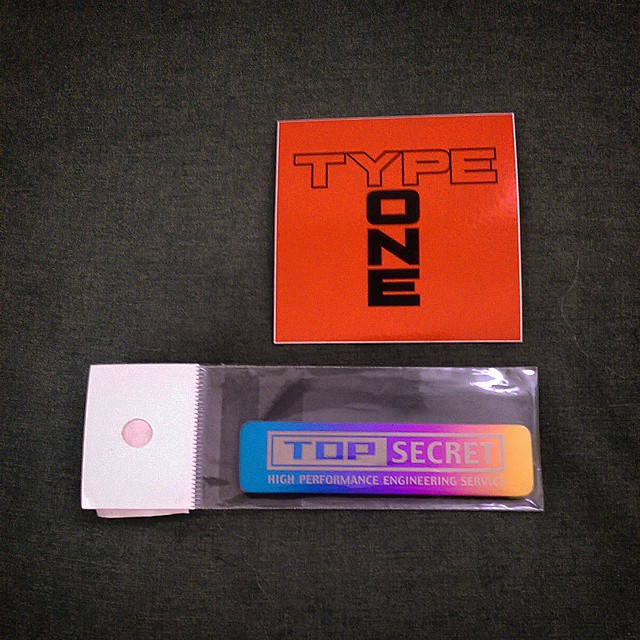 TYPE
ONE
TOP SECRET
HIGH PERFORMANCE ENGINEERING SERVICE